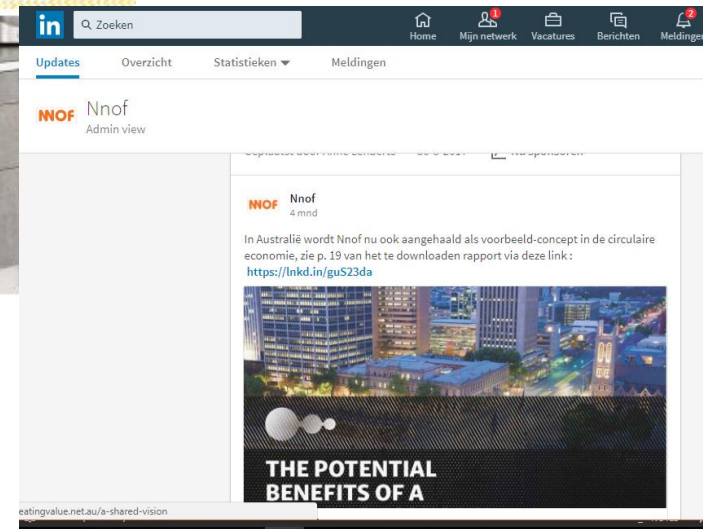 in
Zoeken
Home
Mijn netwerk
1
Vacatures
Berichten
Meldingen
2
Updates Overzicht Statistieken Meldingen
NNOF
Nnof
Admin view
NNOF
Nnof
4 mnd
In Australië wordt Nnof nu ook aangehaald als voorbeeld-concept in de circulaire
economie, zie p. 19 van het te downloaden rapport via deze link :
https://lnkd.in/guS23da
THE POTENTIAL
BENEFITS OF A
eatingvalue.net.au/a-shared-vision